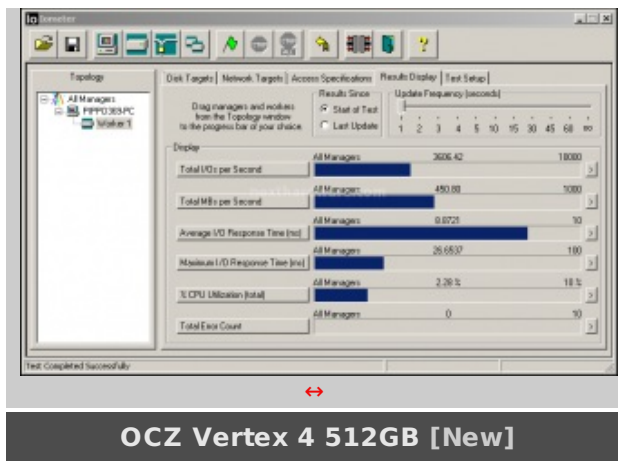 Iometer
Topology
All Managers
Worker 1
Disk Targets | Network Targets | Access Specifications | Results Display | Test Setup
Drag managers and workers
from the Topology window
to the progress bar of your choice
Results Since
Start of Test
Last Update
Update Frequency (seconds)
1 2 3 4 5 10 15 30 45 60 ∞
Display
Total I/Os per Second
All Managers 3606.42 10000
Total MBs per Second
All Managers 450.80 1000
Average I/O Response Time (ms)
All Managers 10
Maximum I/O Response Time (ms)
All Managers 26.6537 100
% CPU Utilization (total)
All Managers 2.28 % 10 %
Total Error Count
All Managers 0 10
Test Completed Successfully
↔
OCZ Vertex 4 512GB [New]